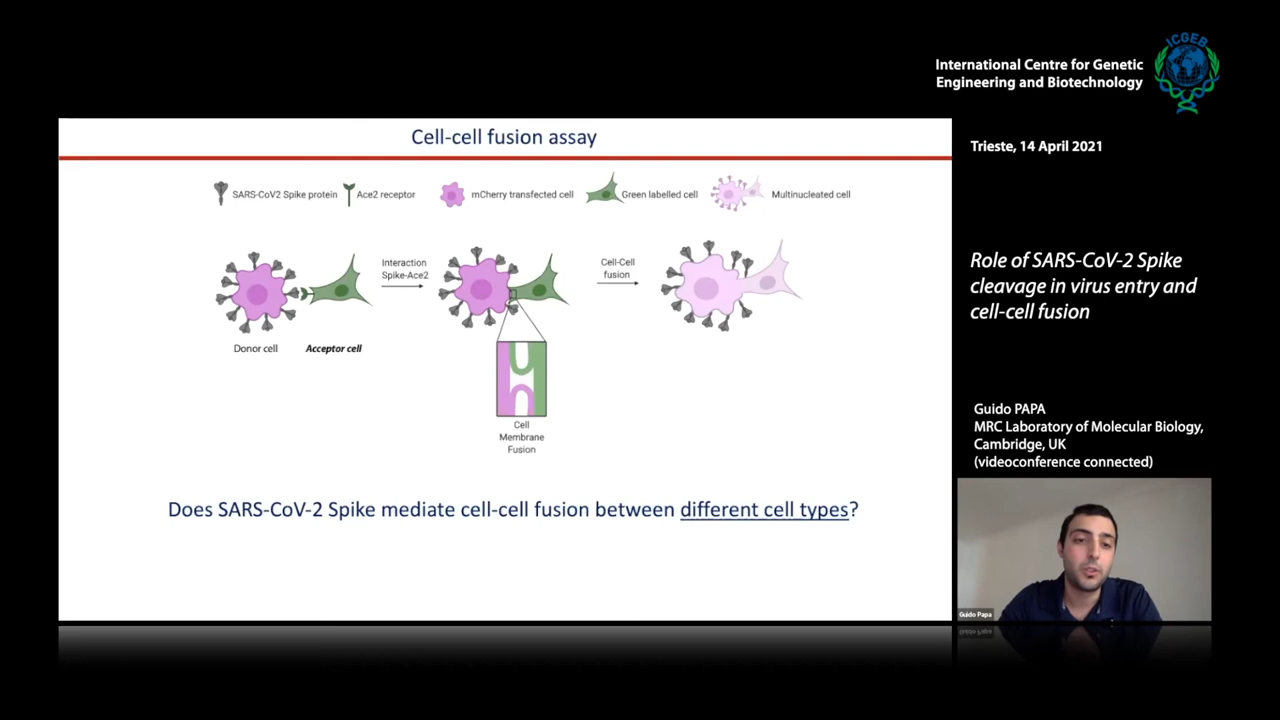 ICGEB
International Centre for Genetic
Engineering and Biotechnology
Cell-cell fusion assay
Trieste, 14 April 2021
SARS-CoV2 Spike protein
Ace2 receptor
mCherry transfected cell
Green labelled cell
Multinucleated cell
Interaction
Spike-Ace2
Cell-Cell
fusion
Donor cell
Acceptor cell
Cell
Membrane
Fusion
Does SARS-CoV-2 Spike mediate cell-cell fusion between different cell types?
Role of SARS-CoV-2 Spike
cleavage in virus entry and
cell-cell fusion
Guido PAPA
MRC Laboratory of Molecular Biology,
Cambridge, UK
(videoconference connected)
Guido Papa